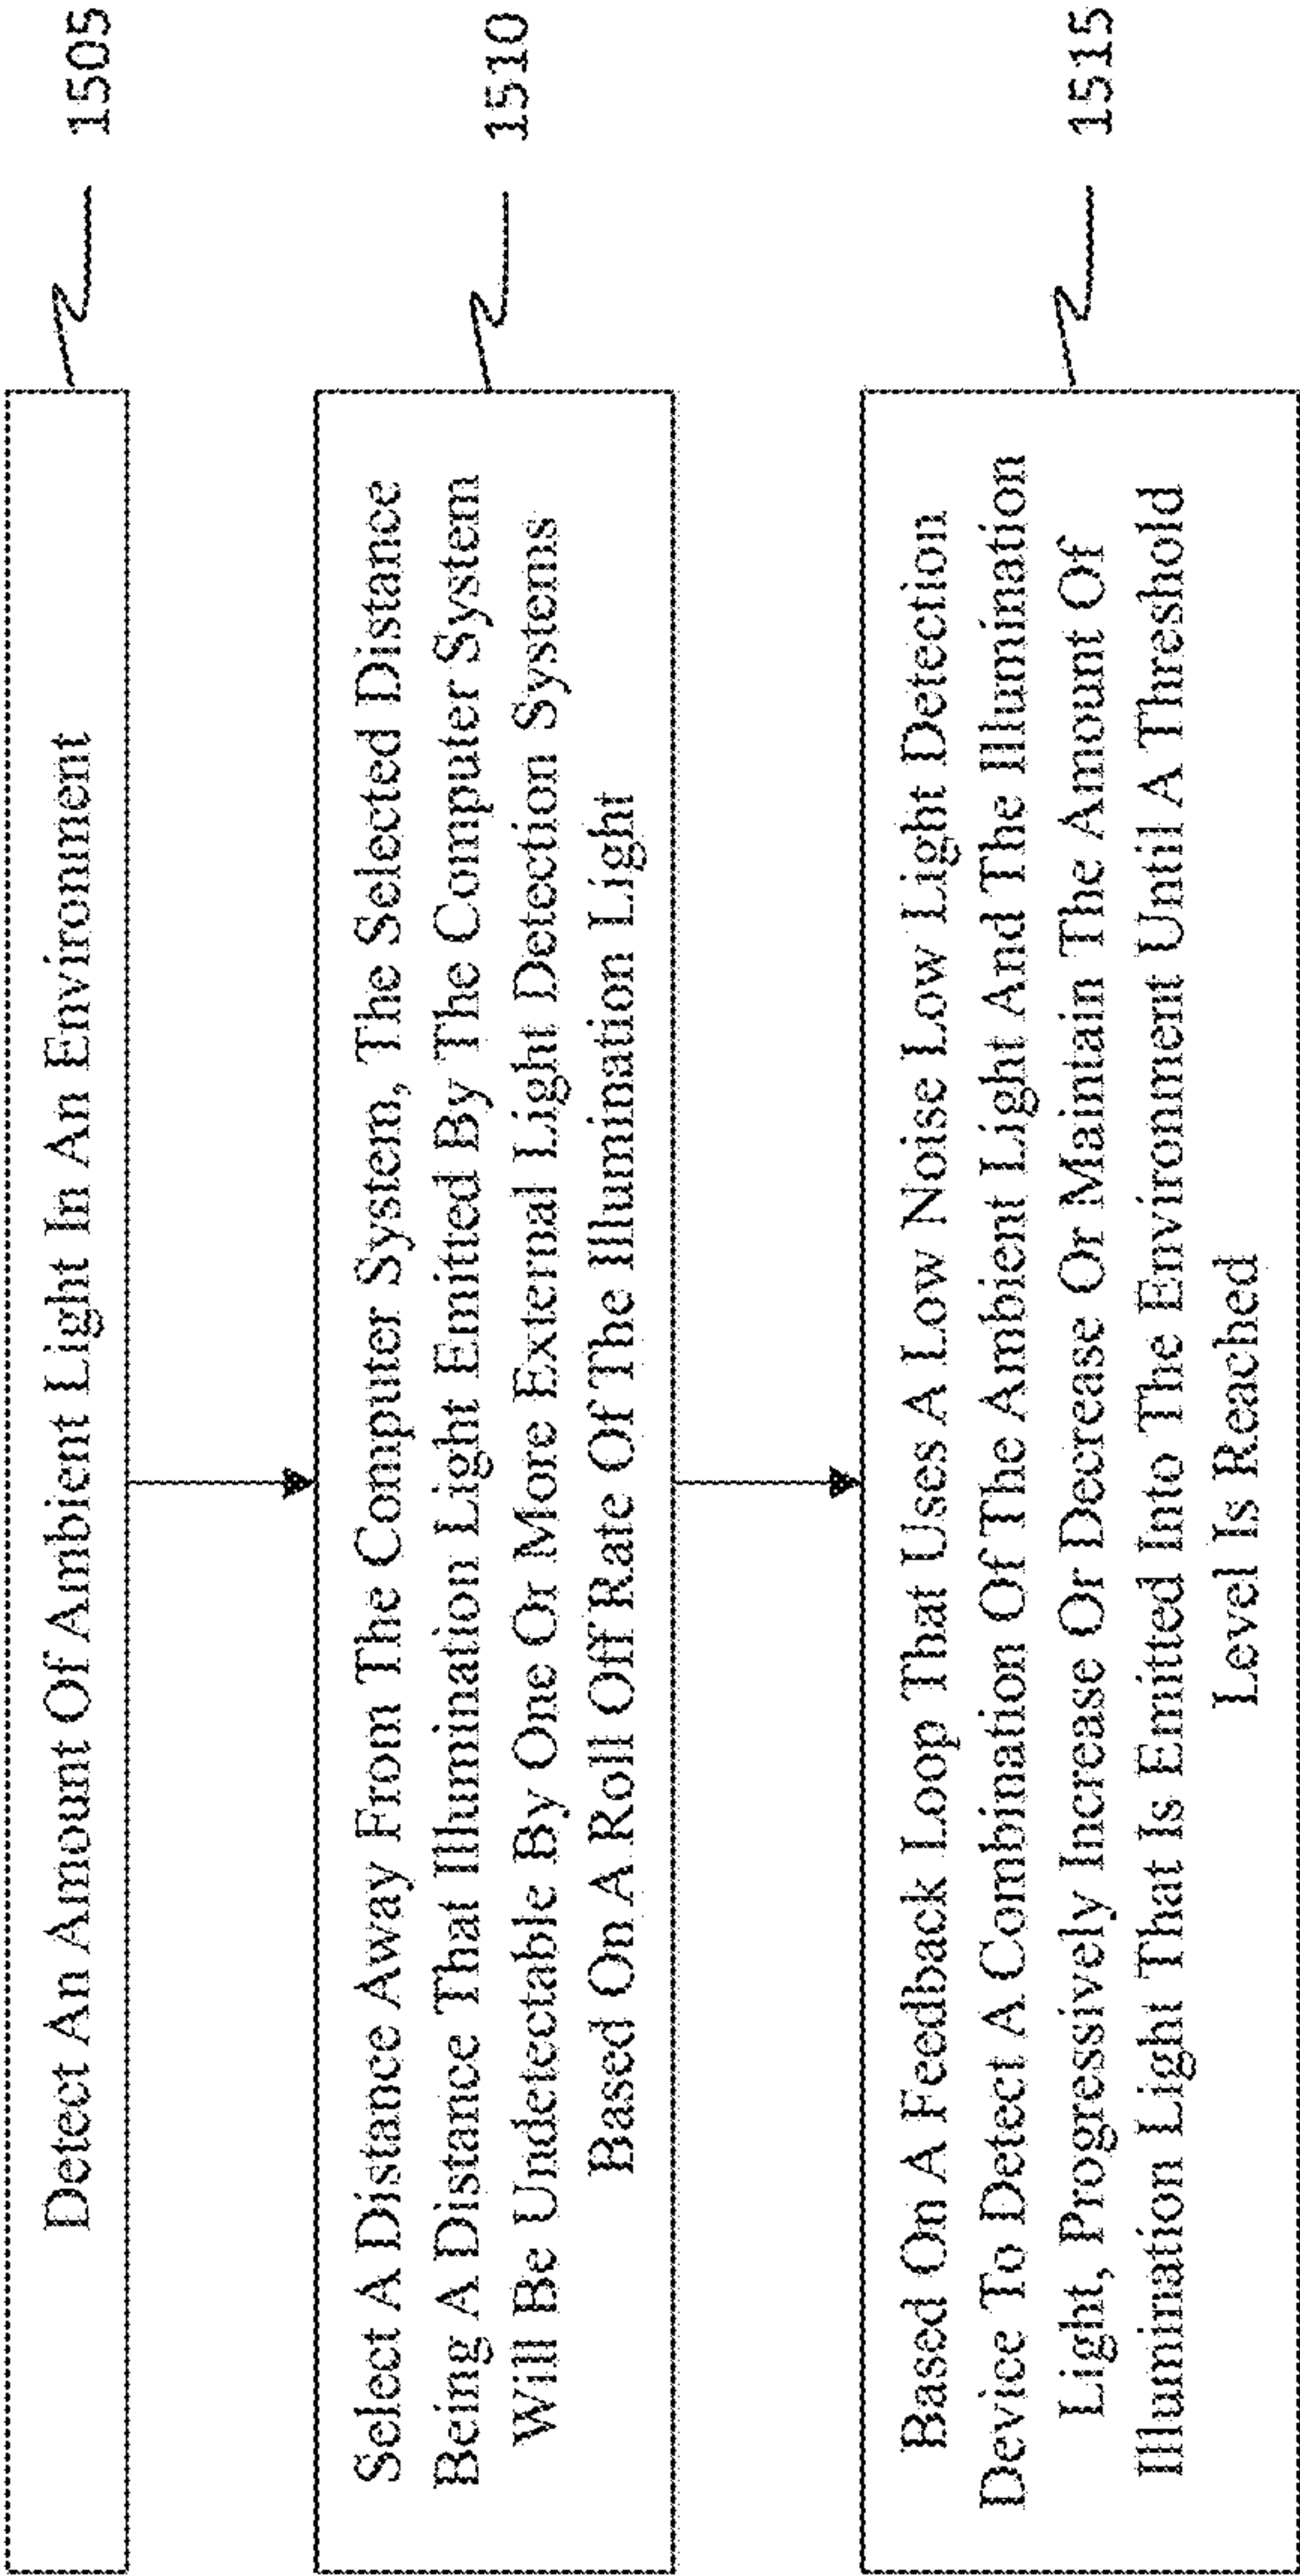 Detect An Amount Of Ambient Light In An Environment
1505
Select A Distance Away From The Computer System, The Selected Distance
Being A Distance That Illumination Light Emitted By The Computer System
Will Be Undetectable By One Or More External Light Detection Systems
Based On A Roll Off Rate Of The Illumination Light
1510
Based On A Feedback Loop That Uses A Low Noise Low Light Detection
Device To Detect A Combination Of The Ambient Light And The Illumination
Light, Progressively Increase Or Decrease Or Maintain The Amount Of
Illumination Light That Is Emitted Into The Environment Until A Threshold
Level Is Reached
1515